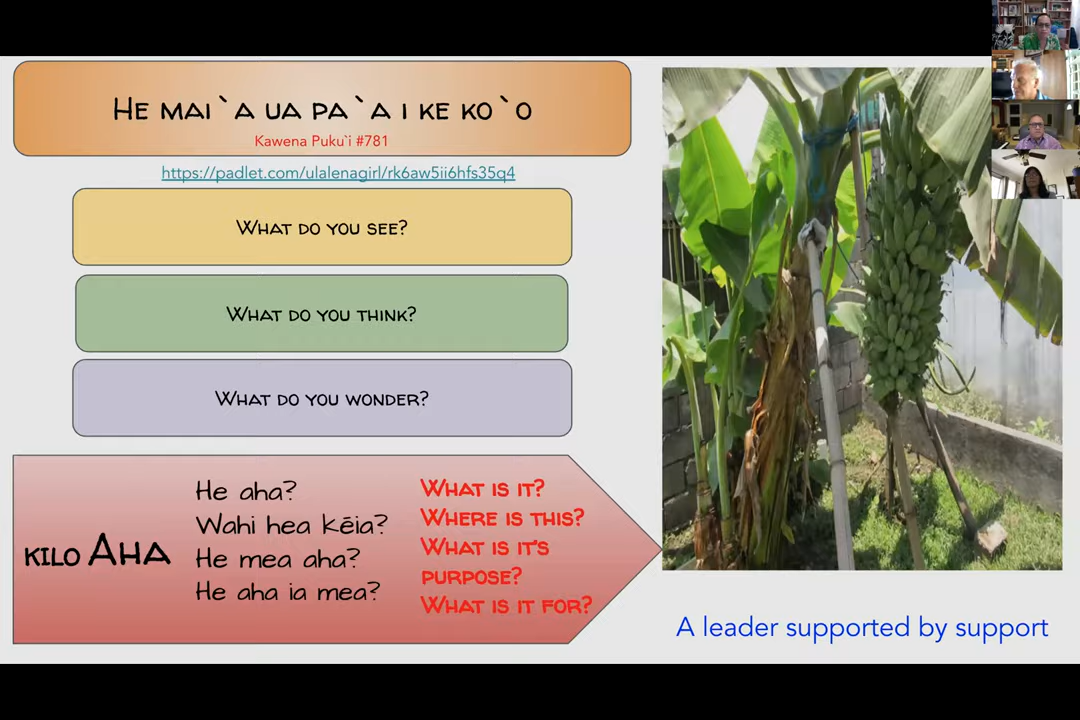 He mai`a ua pa`a i ke ko`o
Kawena Puku`i #781
https://padlet.com/ulalenagirl/rk6aw5ii6hfs35q4
What do you see?
What do you think?
What do you wonder?
kilo Aha
He aha?
Wahi hea kēia?
He mea aha?
He aha ia mea?
What is it?
Where is this?
What is it's
purpose?
What is it for?
A leader supported by support